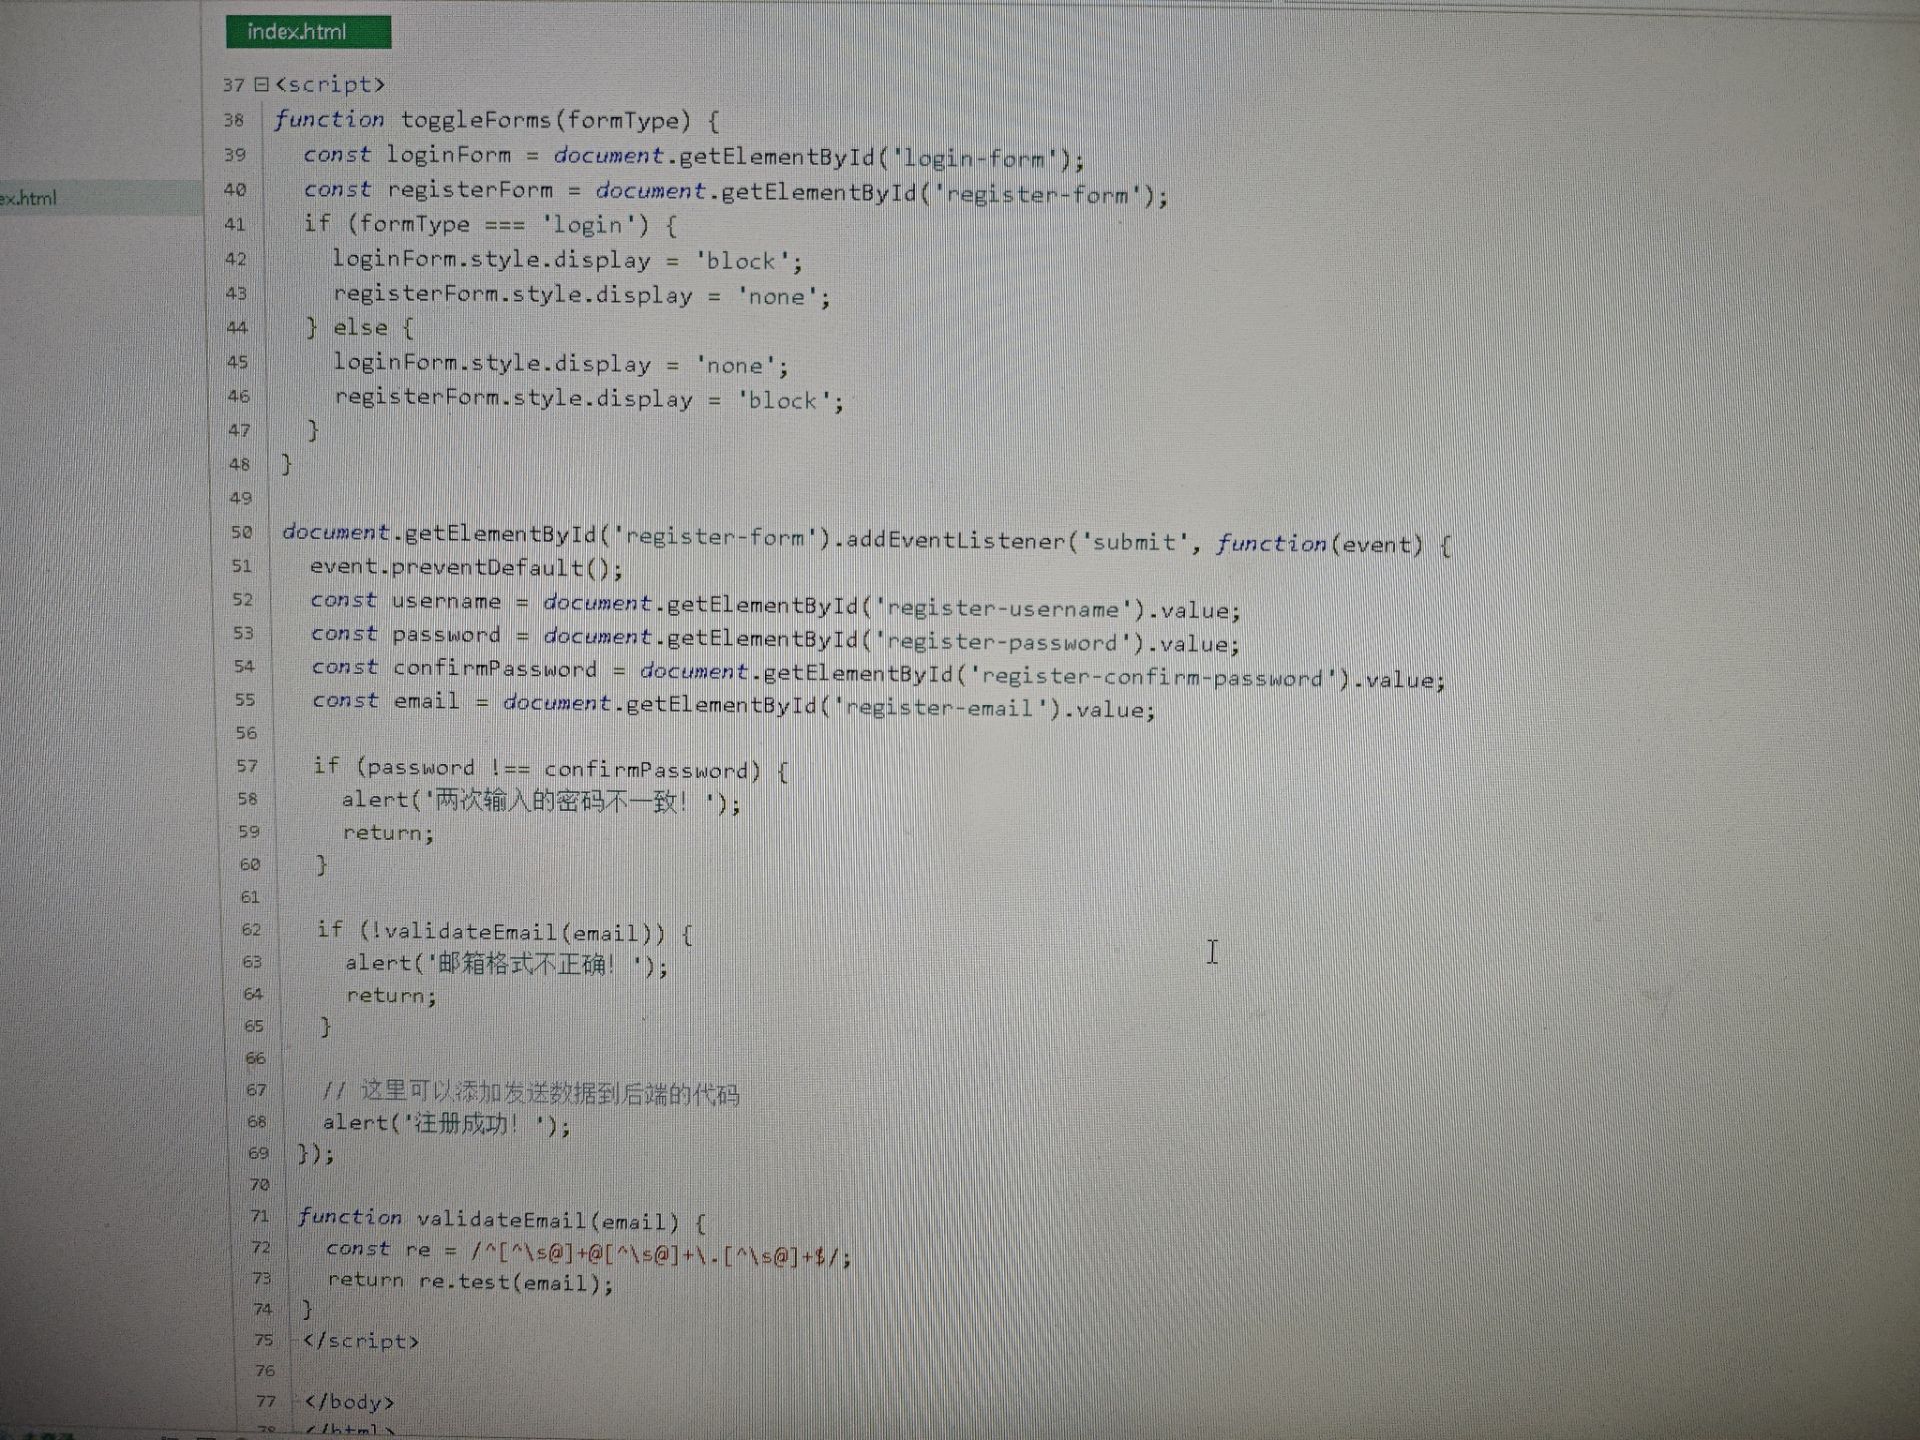 index.html
ex.html
37 <script>
38 function toggleForms(formType) {
39 const loginForm = document.getElementById('login-form');
40 const registerForm = document.getElementById('register-form');
41 if (formType === 'login') {
42 loginForm.style.display = 'block';
43 registerForm.style.display = 'none';
44 } else {
45 loginForm.style.display = 'none';
46 registerForm.style.display = 'block';
47 }
48 }
49
50 document.getElementById('register-form').addEventListener('submit', function(event) {
51 event.preventDefault();
52 const username = document.getElementById('register-username').value;
53 const password = document.getElementById('register-password').value;
54 const confirmPassword = document.getElementById('register-confirm-password').value;
55 const email = document.getElementById('register-email').value;
56
57 if (password !== confirmPassword) {
58 alert('两次输入的密码不一致！');
59 return;
60 }
61
62 if (!validateEmail(email)) {
63 alert('邮箱格式不正确！');
64 return;
65 }
66
67 // 这里可以添加发送数据到后端的代码
68 alert('注册成功！');
69 });
70
71 function validateEmail(email) {
72 const re = /^[^\s@]+@[^\s@]+\.[^\s@]+$/;
73 return re.test(email);
74 }
75 </script>
76
77 </body>
78 </html>